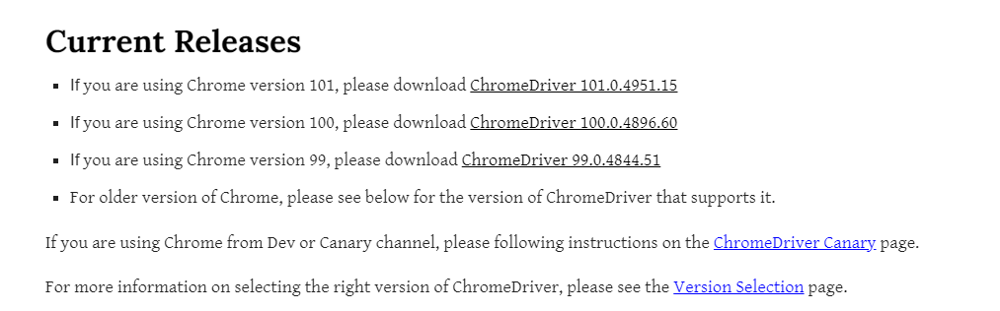 Current Releases
If you are using Chrome version 101, please download ChromeDriver 101.0.4951.15
If you are using Chrome version 100, please download ChromeDriver 100.0.4896.60
If you are using Chrome version 99, please download ChromeDriver 99.0.4844.51
For older version of Chrome, please see below for the version of ChromeDriver that supports it.
If you are using Chrome from Dev or Canary channel, please following instructions on the ChromeDriver Canary page.
For more information on selecting the right version of ChromeDriver, please see the Version Selection page.